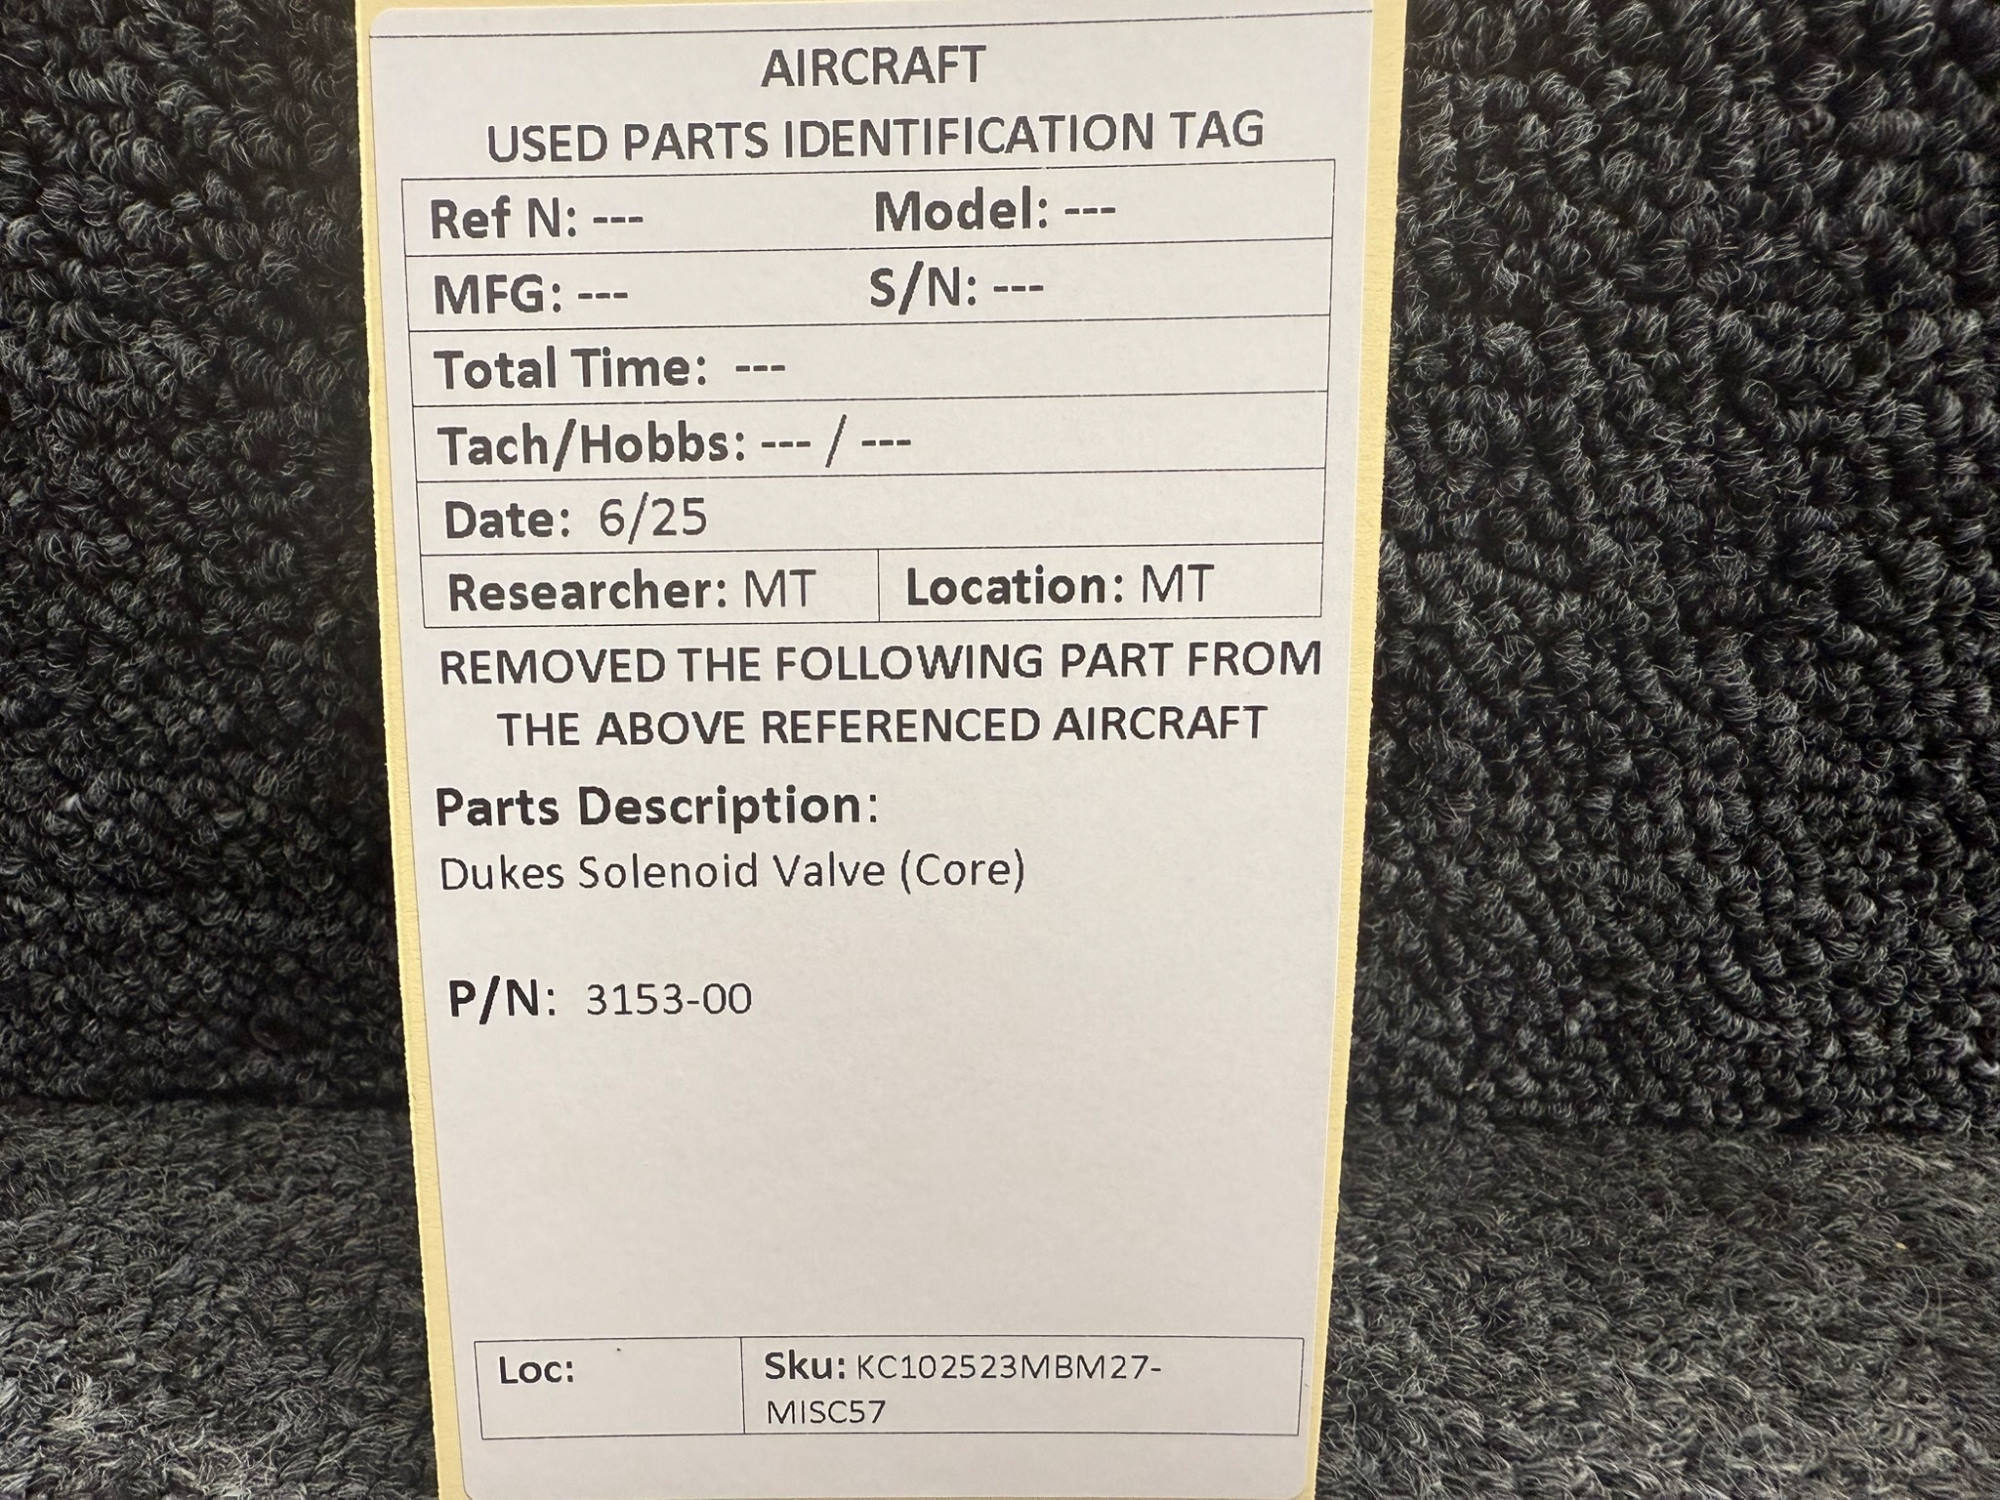 AIRCRAFT
USED PARTS IDENTIFICATION TAG
Ref N: --- Model: ---
MFG: --- S/N: ---
Total Time: ---
Tach/Hobbs: --- / ---
Date: 6/25
Researcher: MT Location: MT
REMOVED THE FOLLOWING PART FROM
THE ABOVE REFERENCED AIRCRAFT
Parts Description:
Dukes Solenoid Valve (Core)
P/N: 3153-00
Loc: Sku: KC102523MBM27-
MISC57